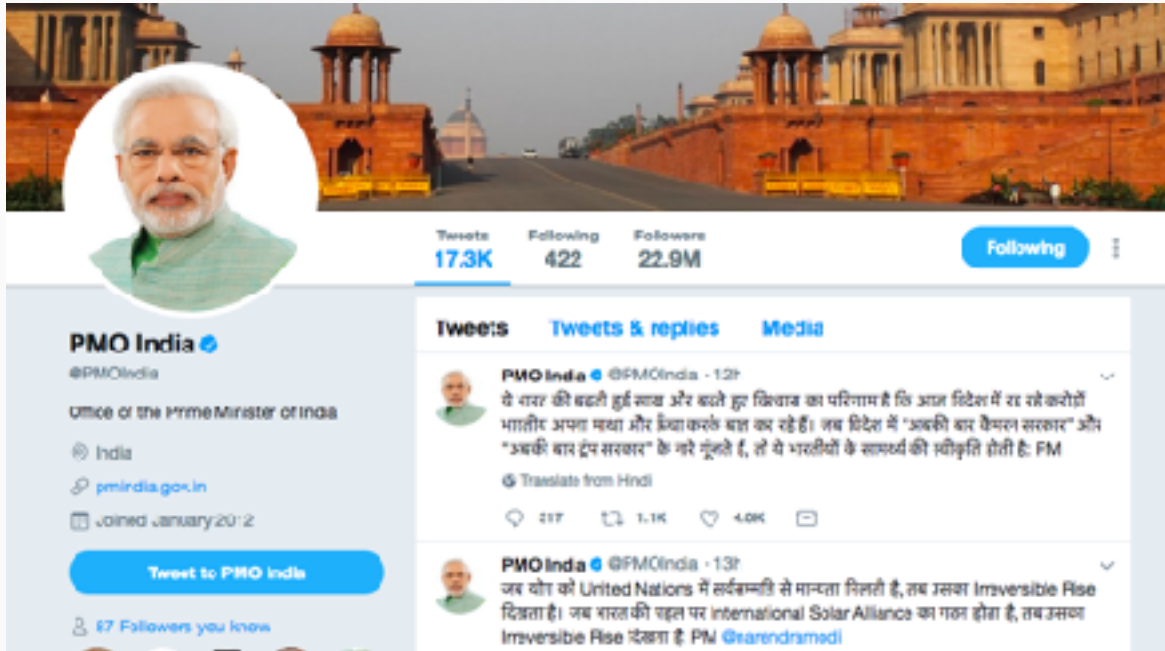 Tweets Following Followers
17.3K 422 22.9M Following
Tweets Tweets & replies Media
PMO India
@PMOIndia
Office of the Prime Minister of India
India
pmindia.gov.in
Joined January 2012
Tweet to PMO India
67 Followers you know
PMO India @PMOIndia · 12h
ये भारत की बढती हुई साख और बढते हुए विश्वास का परिणाम है कि आज विदेश में रह रहे करोड़ों
भारतीय अपना माथा और ऊँचा करके बात कर रहे हैं। जब विदेश में "अबकी बार कैमरन सरकार" और
"अबकी बार ट्रंप सरकार" के नारे गूंजते हैं, तो ये भारतीयों के सामर्थ्य की स्वीकृति होती है: PM
Translate from Hindi
1.1K 4.0K
PMO India @PMOIndia · 13h
जब योग को United Nations में सर्वसम्मति से मान्यता मिलती है, तब उसका Irreversible Rise
दिखता है। जब भारत की पहल पर International Solar Alliance का गठन होता है, तब उसका
Irreversible Rise दिखता है: PM @narendramodi